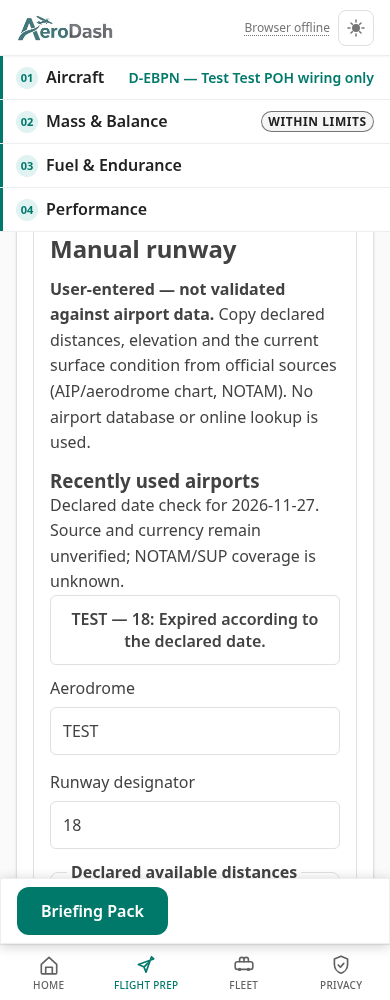 AeroDash
Browser offline
01 Aircraft D-EBPN — Test Test POH wiring only
02 Mass & Balance WITHIN LIMITS
03 Fuel & Endurance
04 Performance
Manual runway
User-entered — not validated
against airport data. Copy declared
distances, elevation and the current
surface condition from official sources
(AIP/aerodrome chart, NOTAM). No
airport database or online lookup is
used.
Recently used airports
Declared date check for 2026-11-27.
Source and currency remain
unverified; NOTAM/SUP coverage is
unknown.
TEST — 18: Expired according to
the declared date.
Aerodrome
TEST
Runway designator
18
Declared available distances
Briefing Pack
HOME FLIGHT PREP FLEET PRIVACY